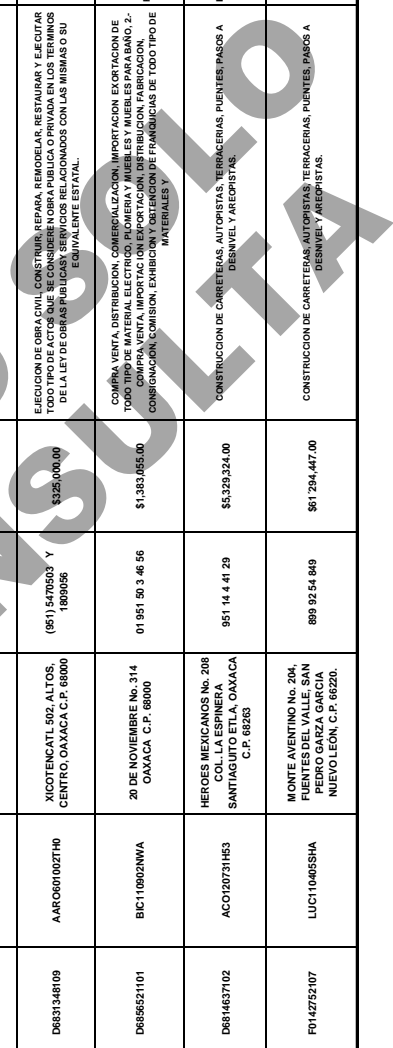 D6831348109
AARO601002TH0
XICOTENCATL 502, ALTOS,
CENTRO, OAXACA C.P. 68000
(951) 5470503 Y
1809056
$325,000.00
EJECUCION DE OBRA CIVIL, CONSTRUIR, REPARA, REMODELAR, RESTAURAR Y EJECUTAR
TODO TIPO DE ACTOS QUE SE CONSIDEREN OBRA PUBLICA O PRIVADA EN LOS TERMINOS
DE LA LEY DE OBRAS PUBLICAS Y SERVICIOS RELACIONADOS CON LAS MISMAS O SU
EQUIVALENTE ESTATAL.
D6856521101
BIC110902NWA
20 DE NOVIEMBRE No. 314
OAXACA C.P. 68000
01 951 50 3 46 56
$1,383,055.00
COMPRA VENTA, DISTRIBUCION, COMERCIALIZACION, IMPORTACION EXORTACION DE
TODO TIPO DE MATERIAL ELECTRICO, PLOMERIA Y MUEBLES Y MUEBLES PARA BAÑO, 2.-
COMPRA VENTA, IMPORTACION EXPORTACION, DISTRIBUCION, FABRICACION,
CONSIGNACION, COMISION, EXHIBICION Y OBTENCION DE FRANQUICIAS DE TODO TIPO DE
MATERIALES Y
D6814637102
ACO120731H53
HEROES MEXICANOS No. 208
COL. LA ESPINERA
SANTIAGUITO ETLA, OAXACA
C.P. 68263
951 14 4 41 29
$5,329,324.00
CONSTRUCCION DE CARRETERAS, AUTOPISTAS, TERRACERIAS, PUENTES, PASOS A
DESNIVEL Y AREOPISTAS.
F0142752107
LUC110405SHA
MONTE AVENTINO No. 204,
FUENTES DEL VALLE, SAN
PEDRO GARZA GARCIA
NUEVO LEÓN, C.P. 66220.
899 92 54 849
$61'294,447.00
CONSTRUCCION DE CARRETERAS, AUTOPISTAS, TERRACERIAS, PUENTES, PASOS A
DESNIVEL Y AREOPISTAS.
SOLO
NSULTA